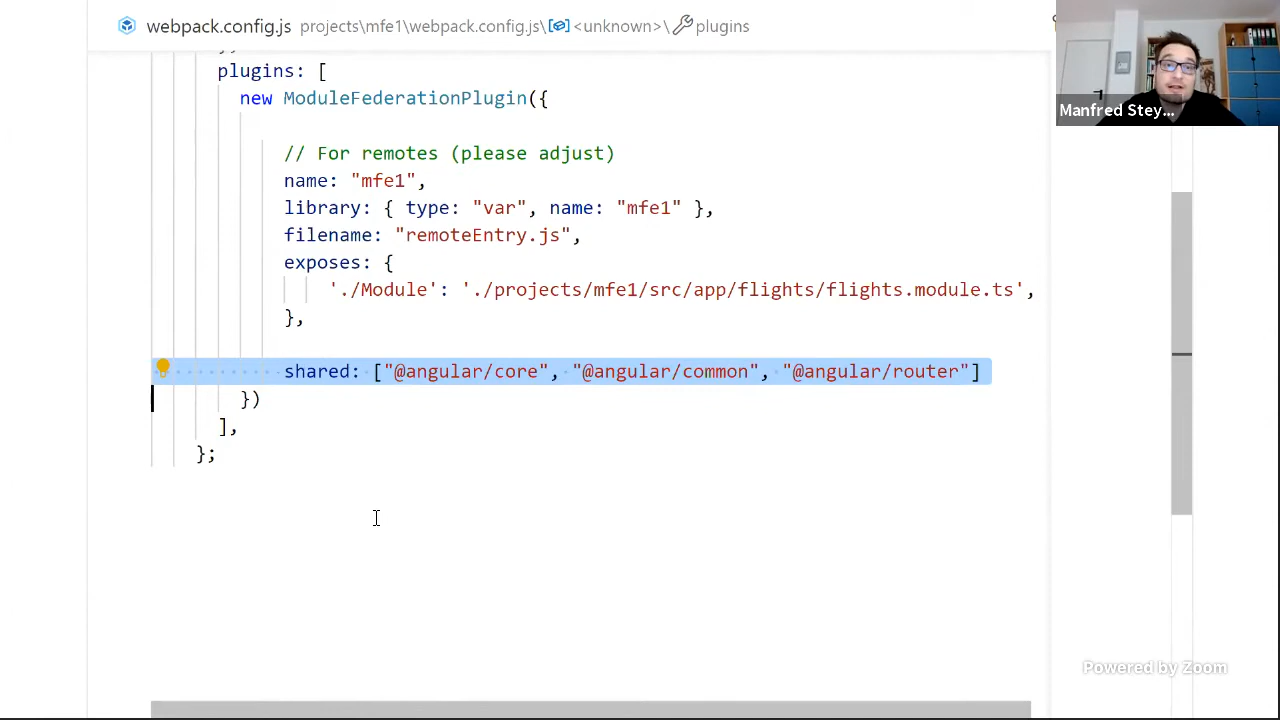 webpack.config.js projects\mfe1\webpack.config.js\<unknown>\plugins
plugins: [
new ModuleFederationPlugin({
// For remotes (please adjust)
name: "mfe1",
library: { type: "var", name: "mfe1" },
filename: "remoteEntry.js",
exposes: {
'./Module': './projects/mfe1/src/app/flights/flights.module.ts',
},
shared: ["@angular/core", "@angular/common", "@angular/router"]
})
],
};
Manfred Stey...
Powered by Zoom